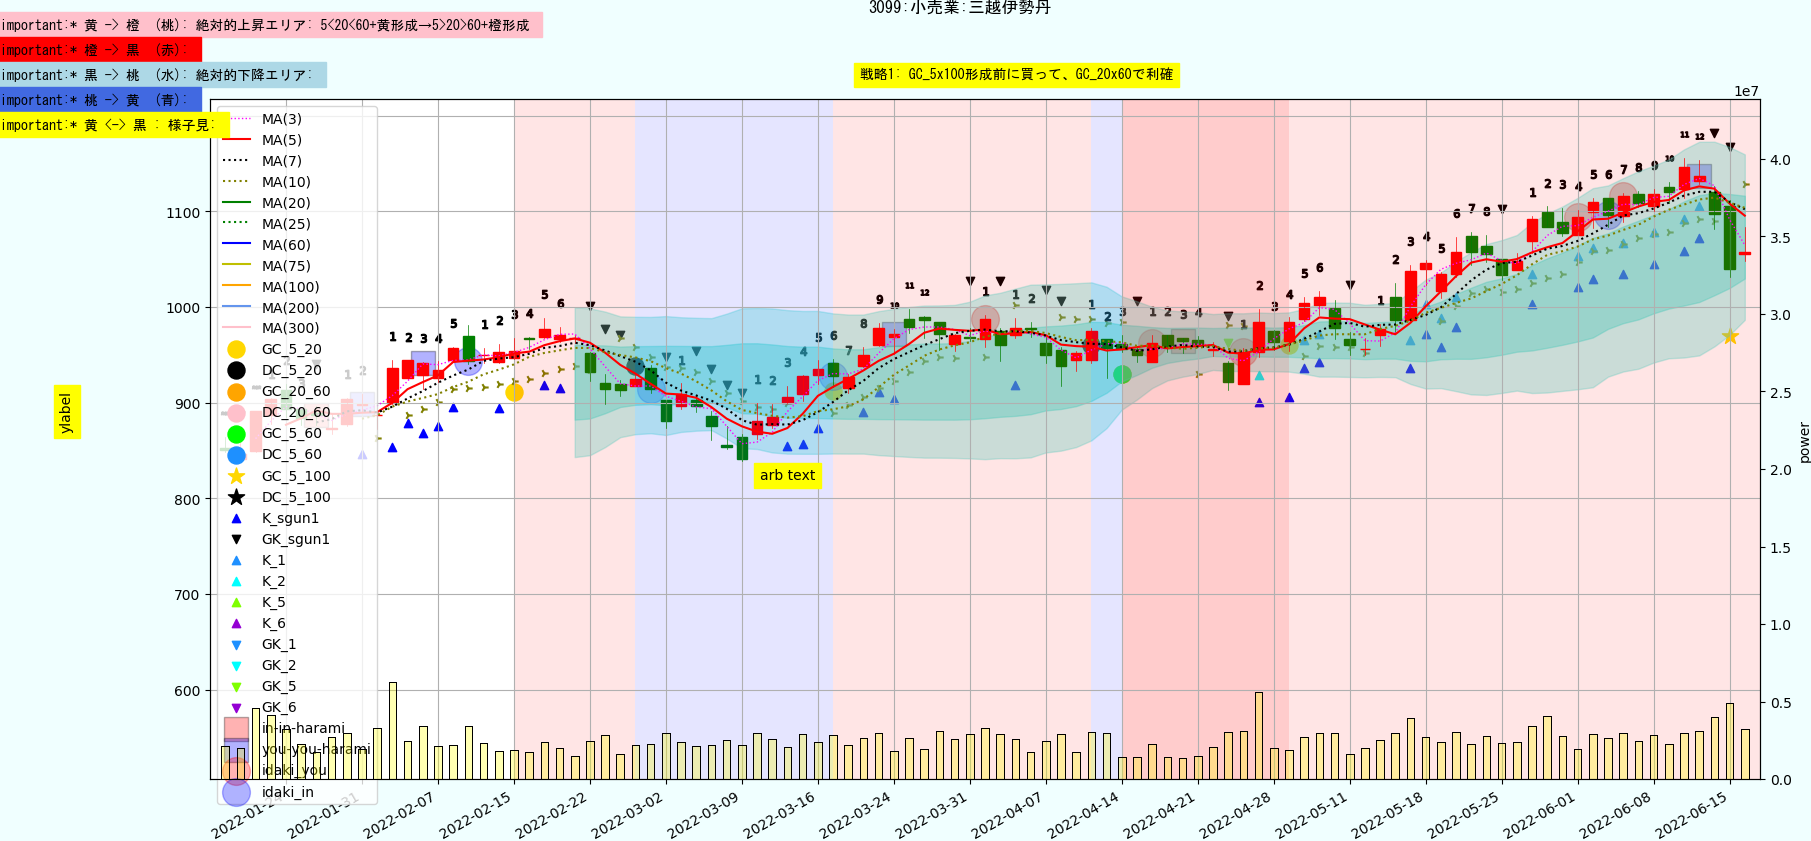 3099:小売業:三越伊勢丹
important:* 黄 -> 橙 (桃): 絶対的上昇エリア: 5<20<60+黄形成→5>20>60+橙形成
important:* 橙 -> 黒 (赤):
important:* 黒 -> 桃 (水): 絶対的下降エリア:
important:* 桃 -> 黄 (青):
important:* 黄 <-> 黒 : 様子見:
戦略1: GC_5x100形成前に買って、GC_20x60で利確
1e7
MA(3)
MA(5)
MA(7)
MA(10)
MA(20)
MA(25)
MA(60)
MA(75)
MA(100)
MA(200)
MA(300)
GC_5_20
DC_5_20
GC_20_60
DC_20_60
GC_5_60
DC_5_60
GC_5_100
DC_5_100
K_sgun1
GK_sgun1
K_1
K_2
K_5
K_6
GK_1
GK_2
GK_5
GK_6
in-in-harami
you-you-harami
idaki_you
idaki_in
ylabel
1100
1000
900
800
700
600
arb text
4.0
3.5
3.0
2.5
2.0
1.5
1.0
0.5
0.0
power
2022-01-24
2022-01-31
2022-02-07
2022-02-15
2022-02-22
2022-03-02
2022-03-09
2022-03-16
2022-03-24
2022-03-31
2022-04-07
2022-04-14
2022-04-21
2022-04-28
2022-05-11
2022-05-18
2022-05-25
2022-06-01
2022-06-08
2022-06-15